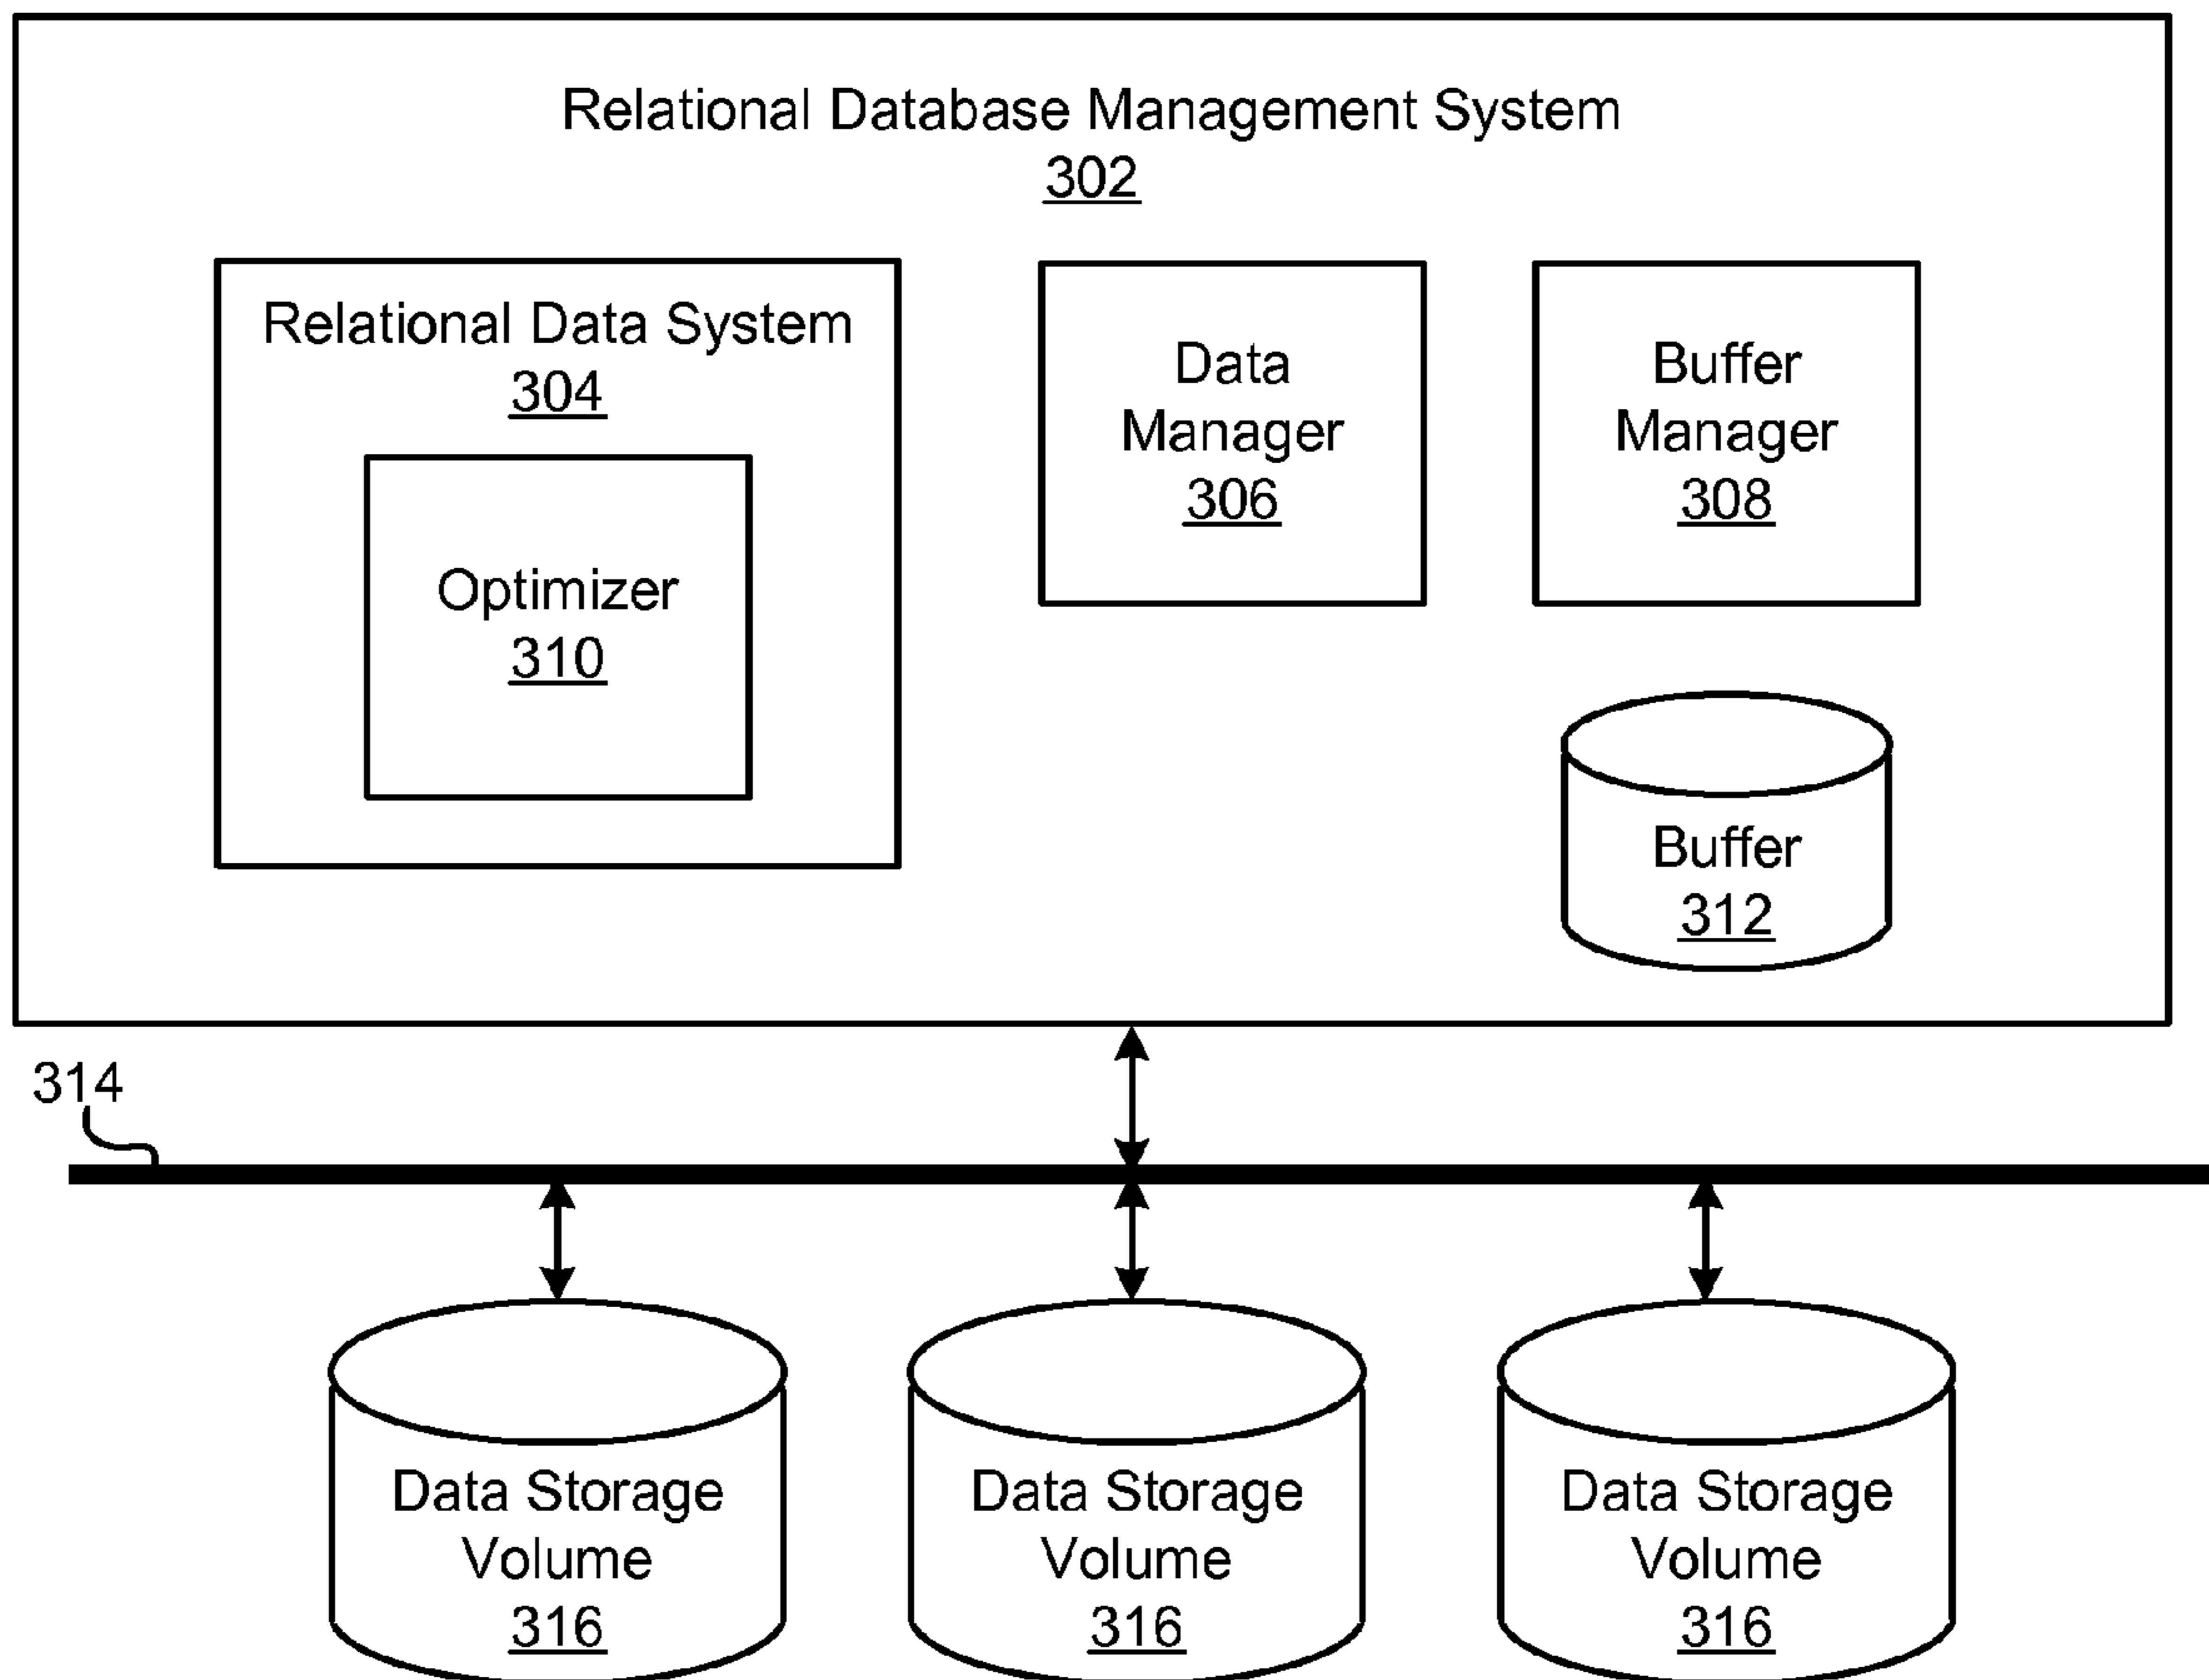 Relational Database Management System
302
Relational Data System
304
Optimizer
310
Data
Manager
306
Buffer
Manager
308
Buffer
312
314
Data Storage
Volume
316
Data Storage
Volume
316
Data Storage
Volume
316